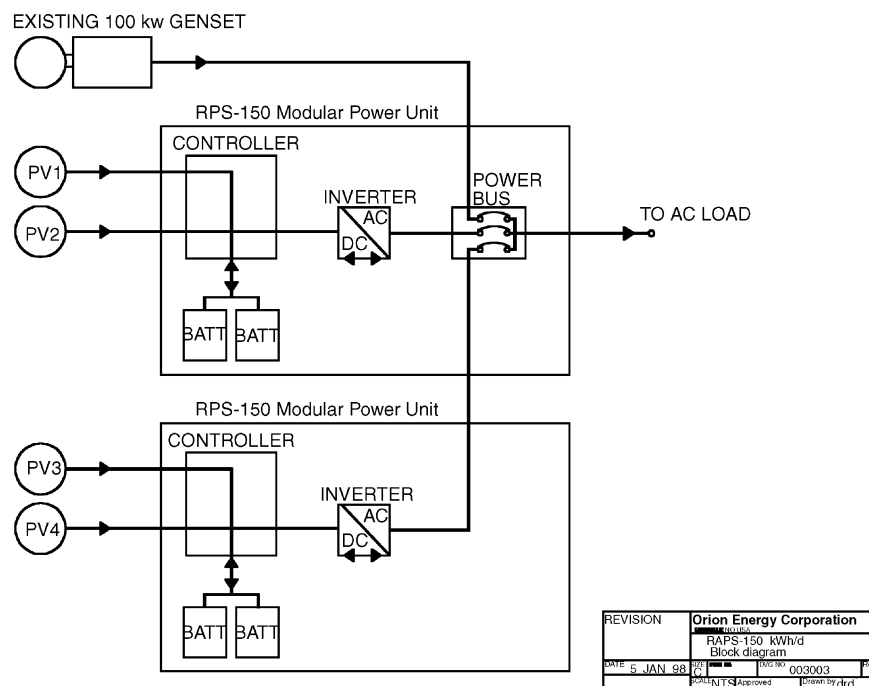 EXISTING 100 kw GENSET
RPS-150 Modular Power Unit
CONTROLLER
PV1
PV2
INVERTER
AC
DC
POWER
BUS
TO AC LOAD
BATT
BATT
RPS-150 Modular Power Unit
CONTROLLER
PV3
PV4
INVERTER
AC
DC
BATT
BATT
REVISION
Orion Energy Corporation
USA
RAPS-150 kWh/d
Block diagram
DATE 5 JAN 98
SIZE C
DVG NO 003003
SCALE NTS
Approved
Drawn by drd